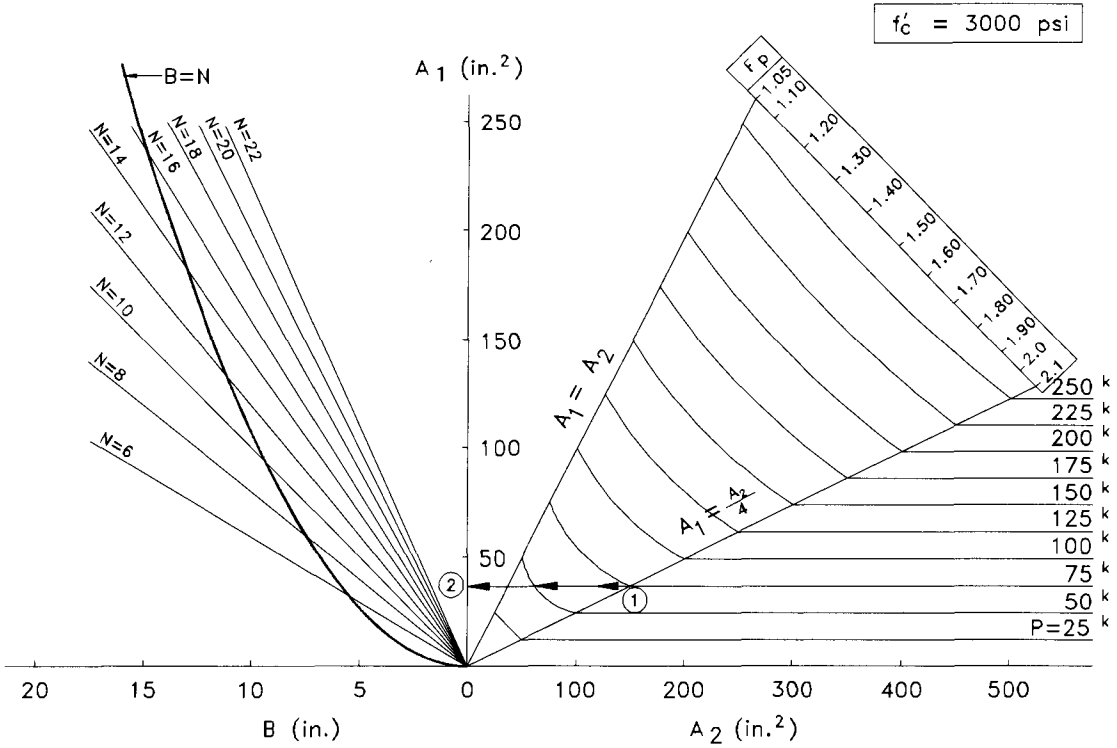 f'c = 3000 psi
A1 (in.²)
B=N
N=14
N=16
N=18
N=20
N=22
N=12
N=10
N=8
N=6
250
200
150
100
50
Fp
1.05
1.10
1.20
1.30
1.40
1.50
1.60
1.70
1.80
1.90
2.0
2.1
A1 = A2
A1 = A2/4
250 k
225 k
200 k
175 k
150 k
125 k
100 k
75 k
50 k
P=25 k
2
1
20 15 10 5 0 100 200 300 400 500
B (in.)
A2 (in.²)